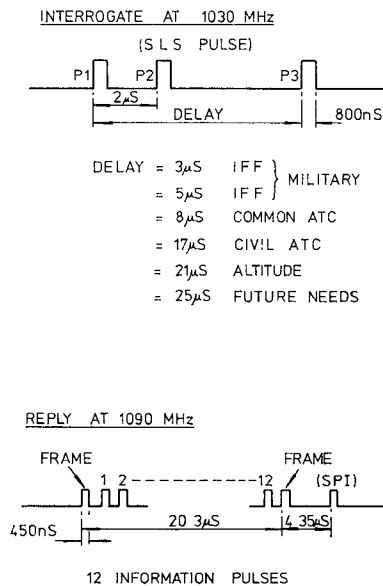 INTERROGATE AT 1030 MHz
(SLS PULSE)
P1 P2 P3
2µS
DELAY 800nS
DELAY = 3µS IFF } MILITARY
= 5µS IFF
= 8µS COMMON ATC
= 17µS CIVIL ATC
= 21µS ALTITUDE
= 25µS FUTURE NEEDS
REPLY AT 1090 MHz
FRAME FRAME
1 2 12 (SPI)
20 3µS 4 35µS
450nS
12 INFORMATION PULSES